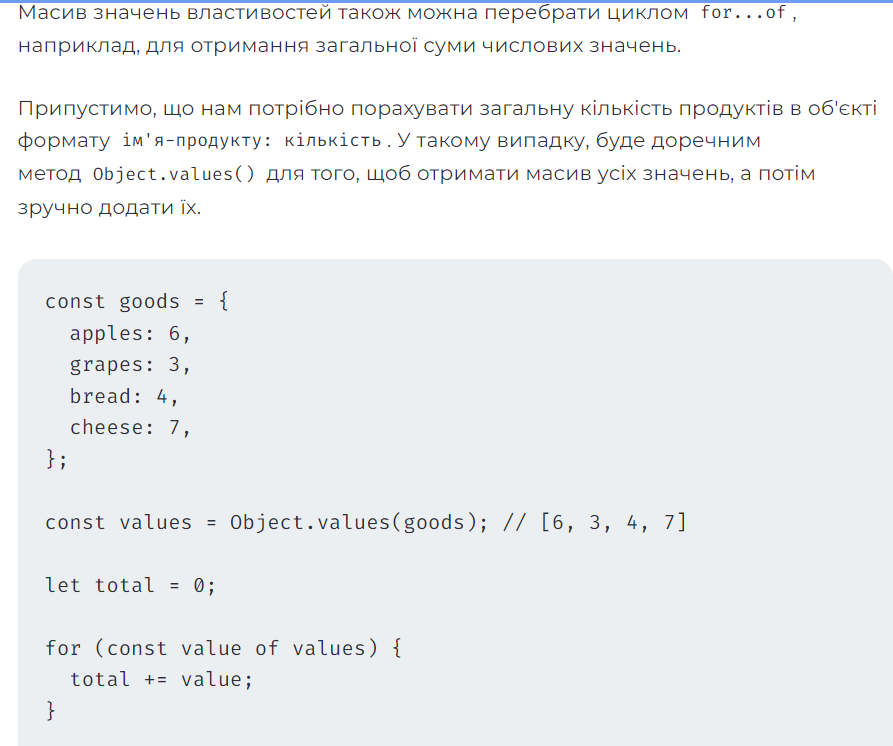 Масив значень властивостей також можна перебрати циклом for...of,
наприклад, для отримання загальної суми числових значень.
Припустимо, що нам потрібно порахувати загальну кількість продуктів в об'єкті
формату ім'я-продукту: кількість. У такому випадку, буде доречним
метод Object.values() для того, щоб отримати масив усіх значень, а потім
зручно додати їх.
const goods = {
  apples: 6,
  grapes: 3,
  bread: 4,
  cheese: 7,
};
const values = Object.values(goods); // [6, 3, 4, 7]
let total = 0;
for (const value of values) {
  total += value;
}